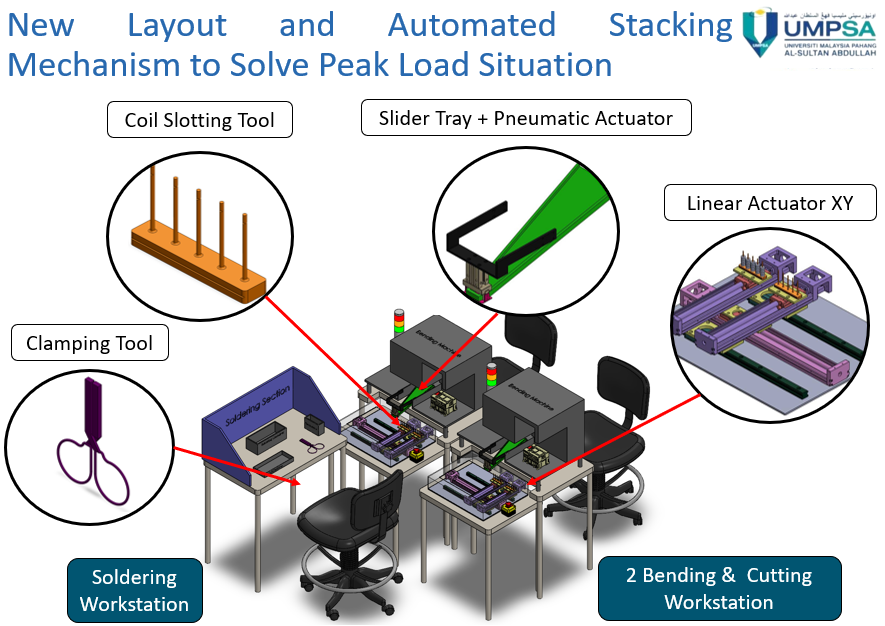 New Layout and Automated Stacking
Mechanism to Solve Peak Load Situation
UMPSA
UNIVERSITI MALAYSIA PAHANG
AL-SULTAN ABDULLAH
Coil Slotting Tool
Slider Tray + Pneumatic Actuator
Linear Actuator XY
Clamping Tool
Bending Machine
Soldering Section
Bending Machine
Soldering
Workstation
2 Bending & Cutting
Workstation